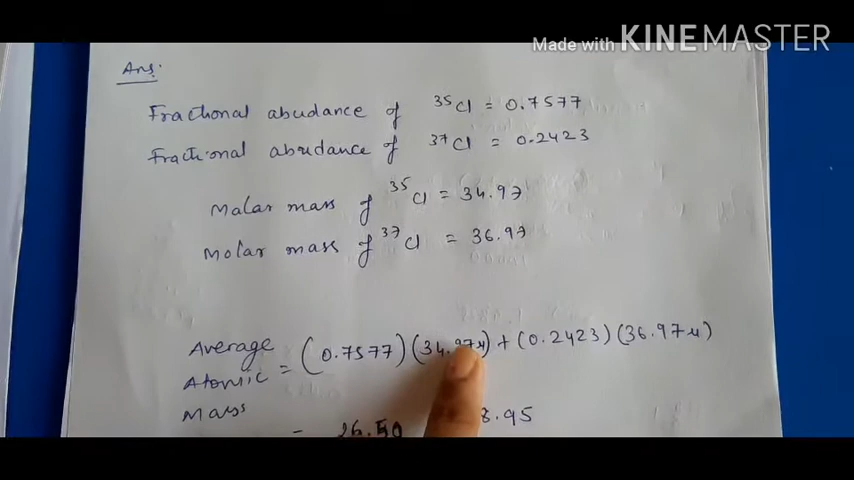 Made with KINEMASTER
Ans:
Fractional abudance of ³⁵Cl = 0.7577
Fractional abudance of ³⁷Cl = 0.2423
Molar mass of ³⁵Cl = 34.97
Molar mass of ³⁷Cl = 36.97
Average
Atomic = (0.7577)(34.97u) + (0.2423)(36.97u)
Mass
= 8.95